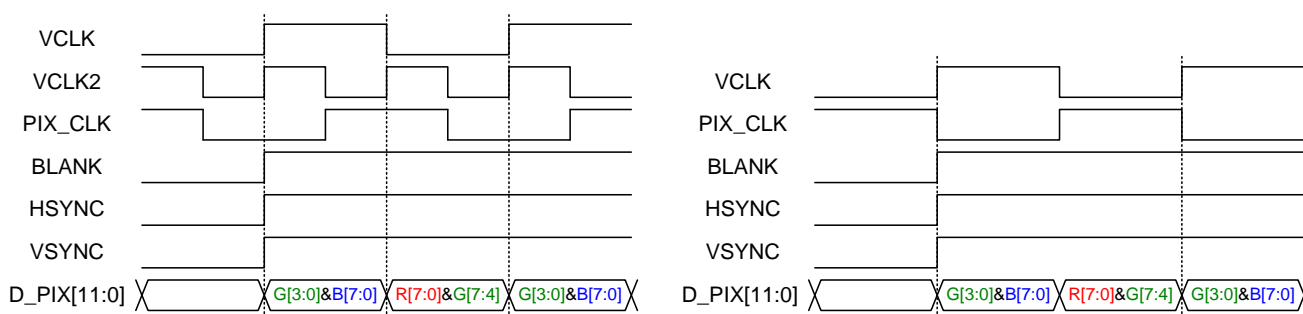 VCLK
VCLK2
PIX_CLK
BLANK
HSYNC
VSYNC
D_PIX[11:0] G[3:0]&B[7:0] R[7:0]&G[7:4] G[3:0]&B[7:0]
VCLK
PIX_CLK
BLANK
HSYNC
VSYNC
D_PIX[11:0] G[3:0]&B[7:0] R[7:0]&G[7:4] G[3:0]&B[7:0]